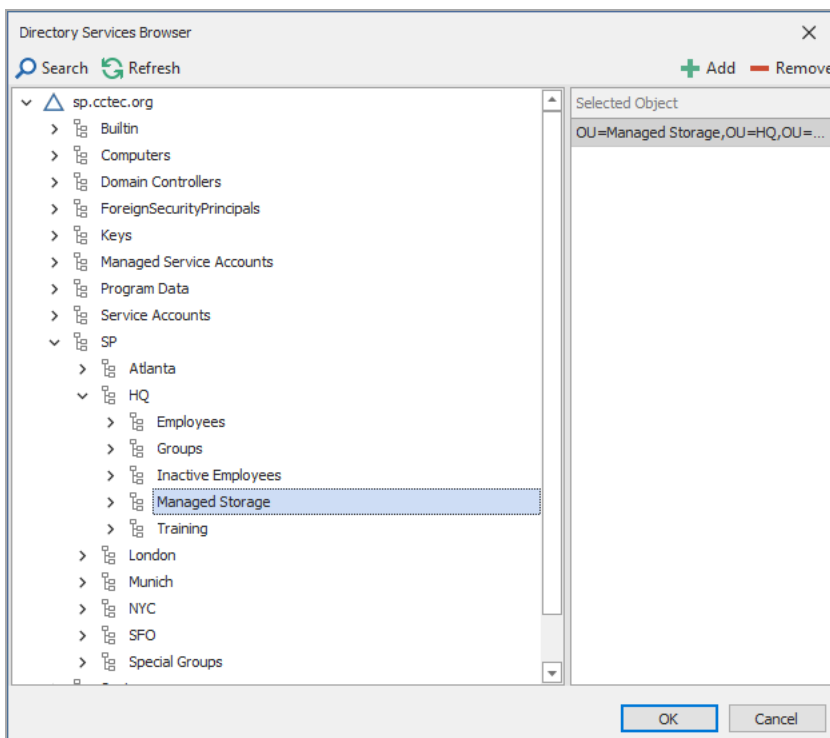 Directory Services Browser
Search Refresh Add Remove
sp.cctec.org
Builtin
Computers
Domain Controllers
ForeignSecurityPrincipals
Keys
Managed Service Accounts
Program Data
Service Accounts
SP
Atlanta
HQ
Employees
Groups
Inactive Employees
Managed Storage
Training
London
Munich
NYC
SFO
Special Groups
Selected Object
OU=Managed Storage,OU=HQ,OU=...
OK Cancel